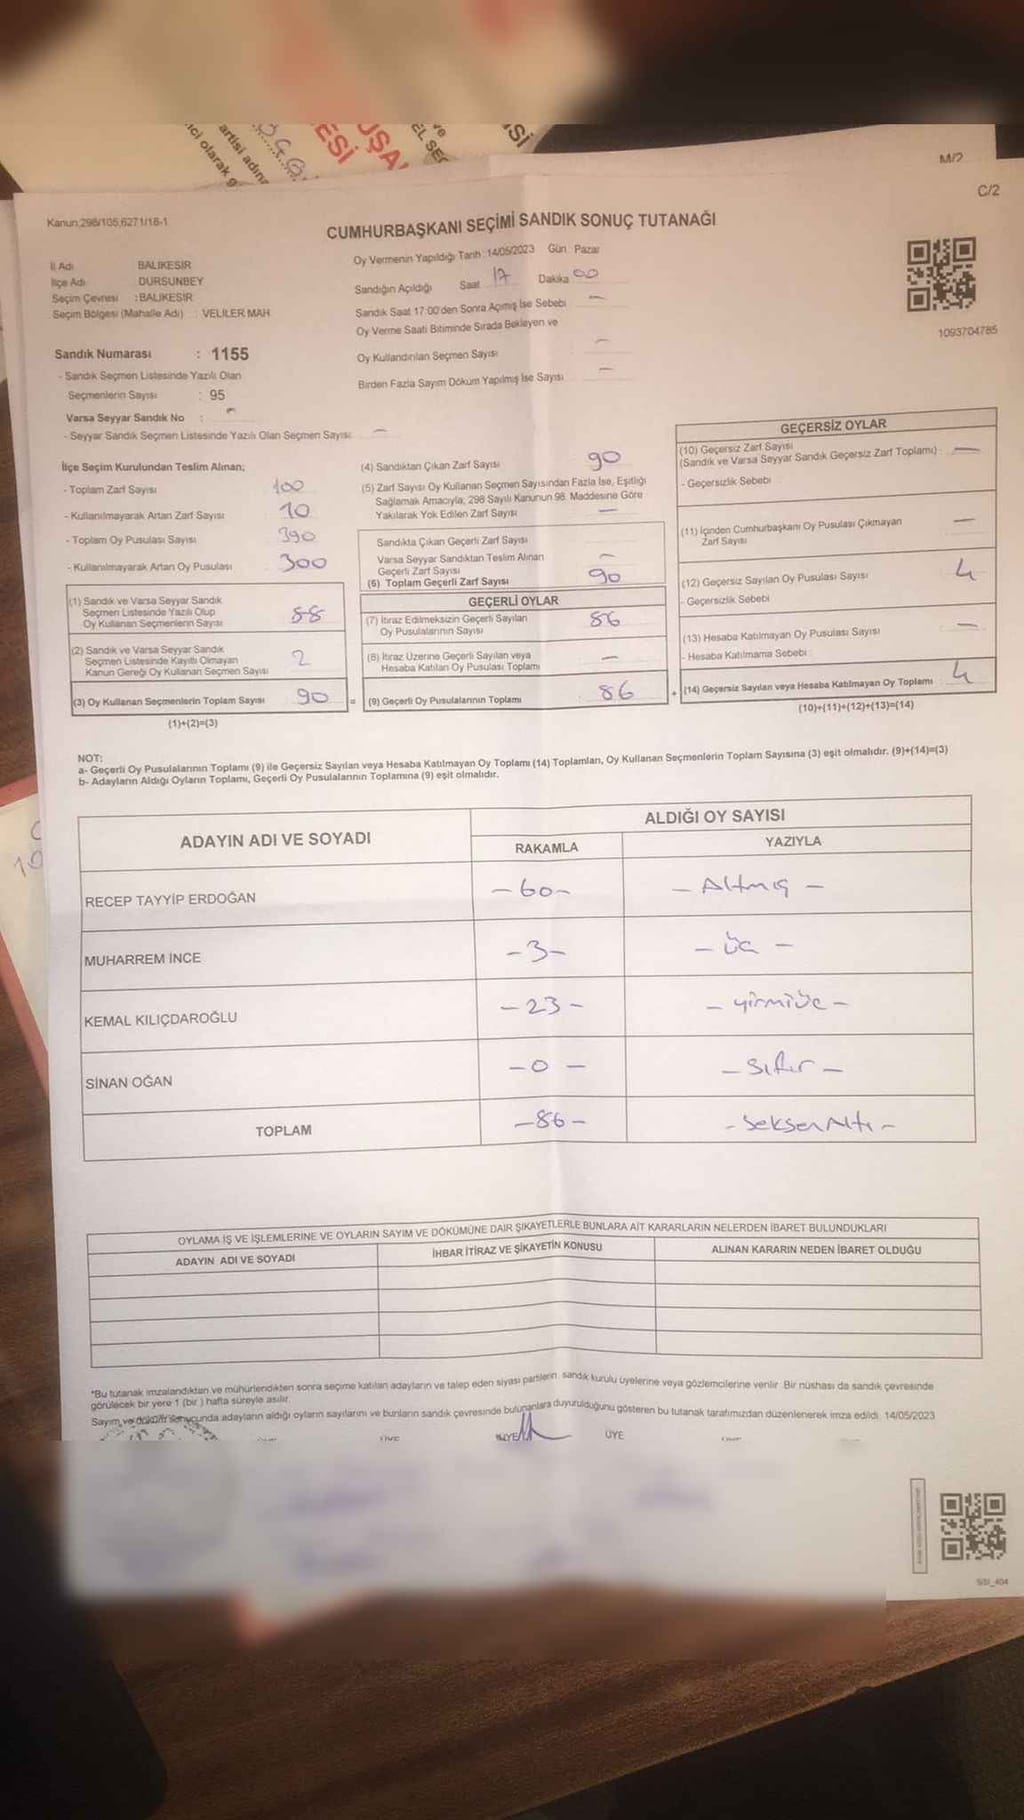 ESİ
UŞA
EL SEÇ
artisi adına
ici olarak g
M/2
C/2
Kanun:298/105,6271/18-1
CUMHURBAŞKANI SEÇİMİ SANDIK SONUÇ TUTANAĞI
İl Adı BALIKESİR
İlçe Adı DURSUNBEY
Seçim Çevresi : BALIKESİR
Seçim Bölgesi (Mahalle Adı) : VELİLER MAH
Oy Vermenin Yapıldığı Tarih : 14/05/2023 Gün : Pazar
Sandığın Açıldığı Saat 17 Dakika 00
Sandık Saat 17:00'den Sonra Açılmış İse Sebebi —
Oy Verme Saati Bitiminde Sırada Bekleyen ve
Oy Kullandırılan Seçmen Sayısı —
Birden Fazla Sayım Döküm Yapılmış İse Sayısı —
1093704785
Sandık Numarası : 1155
- Sandık Seçmen Listesinde Yazılı Olan
Seçmenlerin Sayısı : 95
Varsa Seyyar Sandık No : —
- Seyyar Sandık Seçmen Listesinde Yazılı Olan Seçmen Sayısı: —
İlçe Seçim Kurulundan Teslim Alınan;
- Toplam Zarf Sayısı 100
- Kullanılmayarak Artan Zarf Sayısı 10
- Toplam Oy Pusulası Sayısı 390
- Kullanılmayarak Artan Oy Pusulası 300
(1) Sandık ve Varsa Seyyar Sandık
Seçmen Listesinde Yazılı Olup
Oy Kullanan Seçmenlerin Sayısı 88
(2) Sandık ve Varsa Seyyar Sandık
Seçmen Listesinde Kayıtlı Olmayan
Kanun Gereği Oy Kullanan Seçmen Sayısı 2
(3) Oy Kullanan Seçmenlerin Toplam Sayısı 90 =
(1)+(2)=(3)
(4) Sandıktan Çıkan Zarf Sayısı 90
(5) Zarf Sayısı Oy Kullanan Seçmen Sayısından Fazla İse, Eşitliği
Sağlamak Amacıyla, 298 Sayılı Kanunun 98. Maddesine Göre
Yakılarak Yok Edilen Zarf Sayısı —
Sandıkta Çıkan Geçerli Zarf Sayısı
Varsa Seyyar Sandıktan Teslim Alınan
Geçerli Zarf Sayısı —
(6) Toplam Geçerli Zarf Sayısı 90
GEÇERLİ OYLAR
(7) İtiraz Edilmeksizin Geçerli Sayılan
Oy Pusulalarının Sayısı 86
(8) İtiraz Üzerine Geçerli Sayılan veya
Hesaba Katılan Oy Pusulası Toplamı —
(9) Geçerli Oy Pusulalarının Toplamı 86 +
GEÇERSİZ OYLAR
(10) Geçersiz Zarf Sayısı
(Sandık ve Varsa Seyyar Sandık Geçersiz Zarf Toplamı) : —
- Geçersizlik Sebebi
(11) İçinden Cumhurbaşkanı Oy Pusulası Çıkmayan
Zarf Sayısı —
(12) Geçersiz Sayılan Oy Pusulası Sayısı 4
- Geçersizlik Sebebi
(13) Hesaba Katılmayan Oy Pusulası Sayısı —
- Hesaba Katılmama Sebebi :
(14) Geçersiz Sayılan veya Hesaba Katılmayan Oy Toplamı 4
(10)+(11)+(12)+(13)=(14)
NOT:
a- Geçerli Oy Pusulalarının Toplamı (9) ile Geçersiz Sayılan veya Hesaba Katılmayan Oy Toplamı (14) Toplamları, Oy Kullanan Seçmenlerin Toplam Sayısına (3) eşit olmalıdır. (9)+(14)=(3)
b- Adayların Aldığı Oyların Toplamı, Geçerli Oy Pusulalarının Toplamına (9) eşit olmalıdır.
ADAYIN ADI VE SOYADI ALDIĞI OY SAYISI
RAKAMLA YAZIYLA
RECEP TAYYİP ERDOĞAN -60- - Altmış -
MUHARREM İNCE -3- - üç -
KEMAL KILIÇDAROĞLU -23- - yirmiüç -
SİNAN OĞAN -0- - sıfır -
TOPLAM -86- - seksenAltı -
OYLAMA İŞ VE İŞLEMLERİNE VE OYLARIN SAYIM VE DÖKÜMÜNE DAİR ŞİKAYETLERLE BUNLARA AİT KARARLARIN NELERDEN İBARET BULUNDUKLARI
ADAYIN ADI VE SOYADI İHBAR İTİRAZ VE ŞİKAYETİN KONUSU ALINAN KARARIN NEDEN İBARET OLDUĞU
*Bu tutanak imzalandıktan ve mühürlendikten sonra seçime katılan adayların ve talep eden siyasi partilerin, sandık kurulu üyelerine veya gözlemcilerine verilir. Bir nüshası da sandık çevresinde
görülecek bir yere 1 (bir) hafta süreyle asılır.
Sayım ve döküm sonucunda adayların aldığı oyların sayılarını ve bunların sandık çevresinde bulunanlara duyurulduğunu gösteren bu tutanak tarafımızdan düzenlenerek imza edildi. 14/05/2023
ÜYE ÜYE ÜYE
SSI_404